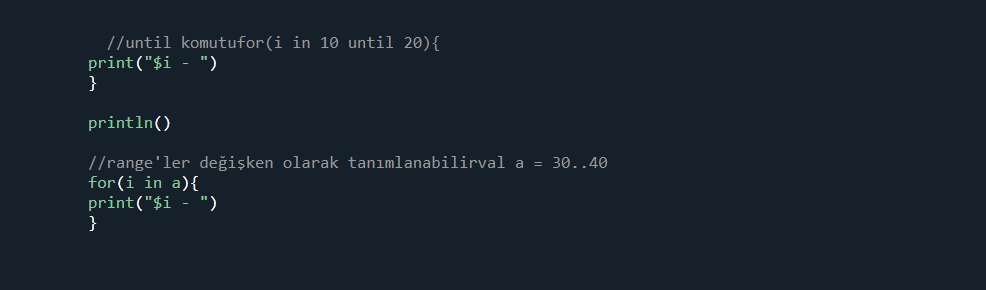 //until komutufor(i in 10 until 20){
print("$i - ")
}
println()
//range'ler değişken olarak tanımlanabilirval a = 30..40
for(i in a){
print("$i - ")
}